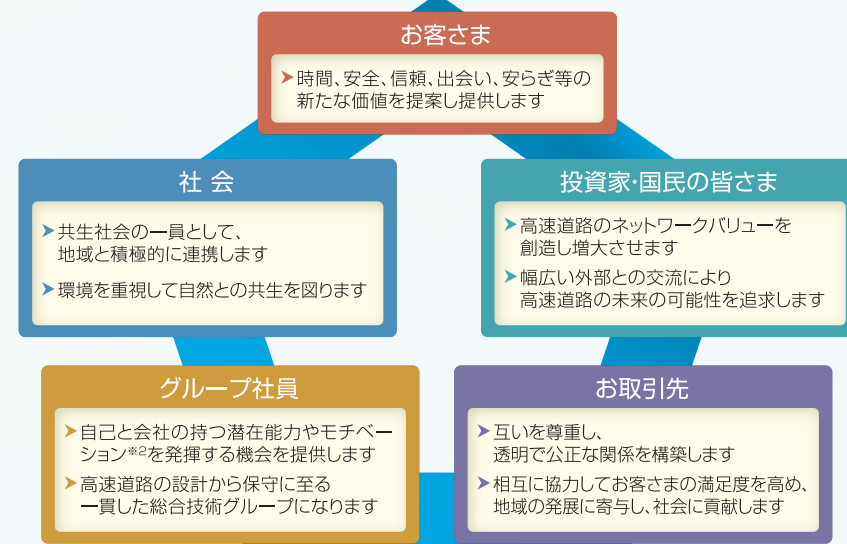 お客さま
➤時間、安全、信頼、出会い、安らぎ等の
新たな価値を提案し提供します
社 会
➤共生社会の一員として、
地域と積極的に連携します
➤環境を重視して自然との共生を図ります
投資家・国民の皆さま
➤高速道路のネットワークバリューを
創造し増大させます
➤幅広い外部との交流により
高速道路の未来の可能性を追求します
グループ社員
➤自己と会社の持つ潜在能力やモチベー
ション※2を発揮する機会を提供します
➤高速道路の設計から保守に至る
一貫した総合技術グループになります
お取引先
➤互いを尊重し、
透明で公正な関係を構築します
➤相互に協力してお客さまの満足度を高め、
地域の発展に寄与し、社会に貢献します